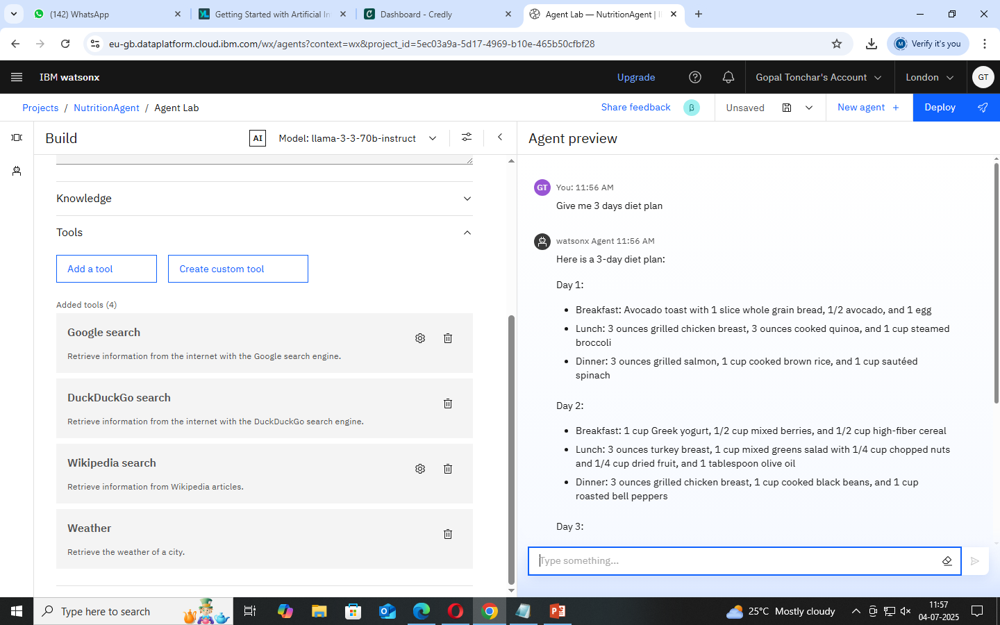 (142) WhatsApp
Getting Started with Artificial In
Dashboard - Credly
Agent Lab — NutritionAgent |
eu-gb.dataplatform.cloud.ibm.com/wx/agents?context=wx&project_id=5ec03a9a-5d17-4969-b10e-465b50cfbf28
M
Verify it's you
IBM watsonx
Upgrade
Gopal Tonchar's Account
London
GT
Projects / NutritionAgent / Agent Lab
Share feedback
β
Unsaved
New agent +
Deploy
Build
AI
Model: llama-3-3-70b-instruct
Agent preview
Knowledge
Tools
Add a tool
Create custom tool
Added tools (4)
Google search
Retrieve information from the internet with the Google search engine.
DuckDuckGo search
Retrieve information from the internet with the DuckDuckGo search engine.
Wikipedia search
Retrieve information from Wikipedia articles.
Weather
Retrieve the weather of a city.
GT
You: 11:56 AM
Give me 3 days diet plan
watsonx Agent 11:56 AM
Here is a 3-day diet plan:
Day 1:
• Breakfast: Avocado toast with 1 slice whole grain bread, 1/2 avocado, and 1 egg
• Lunch: 3 ounces grilled chicken breast, 3 ounces cooked quinoa, and 1 cup steamed
broccoli
• Dinner: 3 ounces grilled salmon, 1 cup cooked brown rice, and 1 cup sautéed
spinach
Day 2:
• Breakfast: 1 cup Greek yogurt, 1/2 cup mixed berries, and 1/2 cup high-fiber cereal
• Lunch: 3 ounces turkey breast, 1 cup mixed greens salad with 1/4 cup chopped nuts
and 1/4 cup dried fruit, and 1 tablespoon olive oil
• Dinner: 3 ounces grilled chicken breast, 1 cup cooked black beans, and 1 cup
roasted bell peppers
Day 3:
Type something...
Type here to search
25°C Mostly cloudy
11:57
04-07-2025